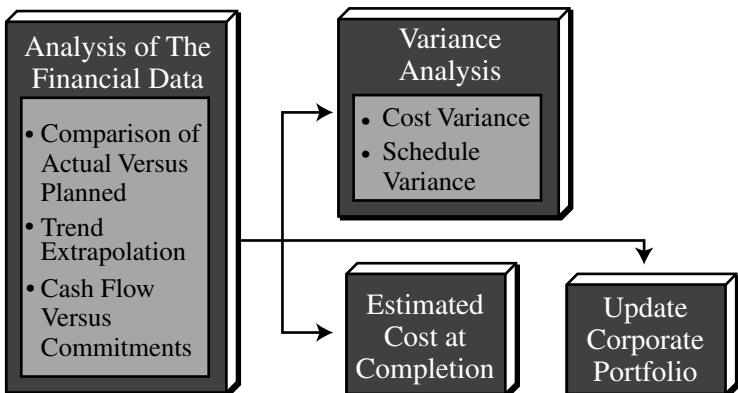 Analysis of The
Financial Data
• Comparison of
Actual Versus
Planned
• Trend
Extrapolation
• Cash Flow
Versus
Commitments
Variance
Analysis
• Cost Variance
• Schedule
Variance
Estimated
Cost at
Completion
Update
Corporate
Portfolio